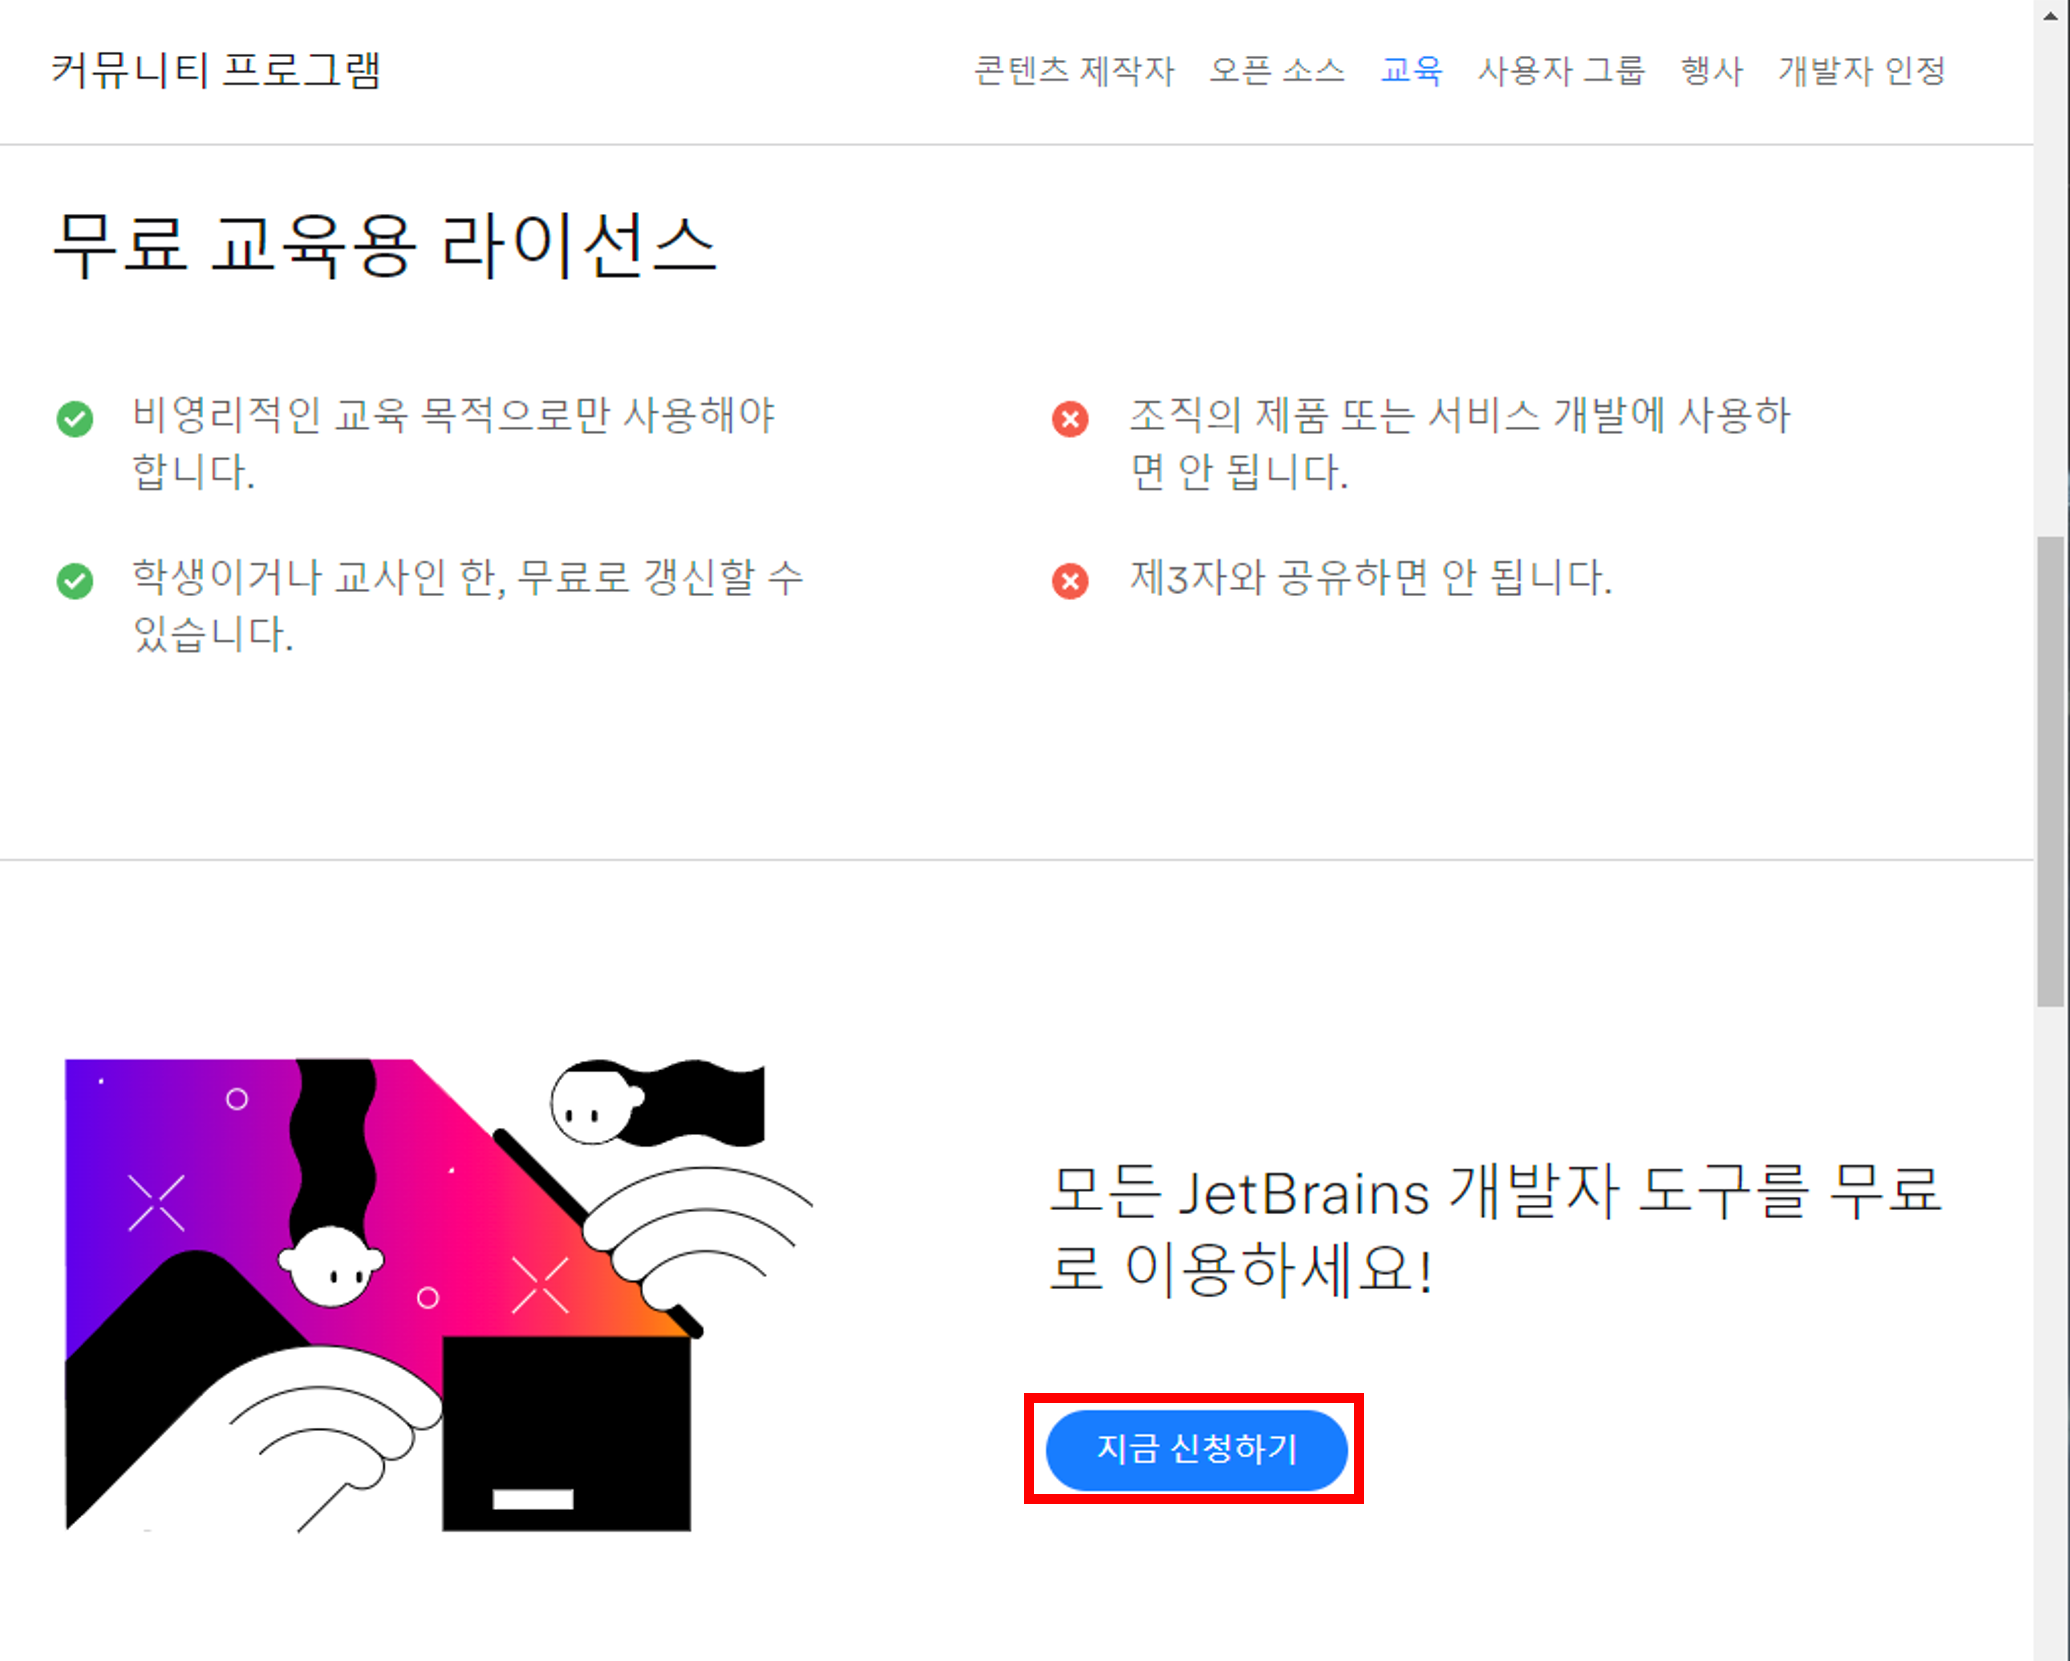 커뮤니티 프로그램
콘텐츠 제작자 오픈 소스 교육 사용자 그룹 행사 개발자 인정
무료 교육용 라이선스
비영리적인 교육 목적으로만 사용해야
합니다.
조직의 제품 또는 서비스 개발에 사용하
면 안 됩니다.
학생이거나 교사인 한, 무료로 갱신할 수
있습니다.
제3자와 공유하면 안 됩니다.
모든 JetBrains 개발자 도구를 무료
로 이용하세요!
지금 신청하기